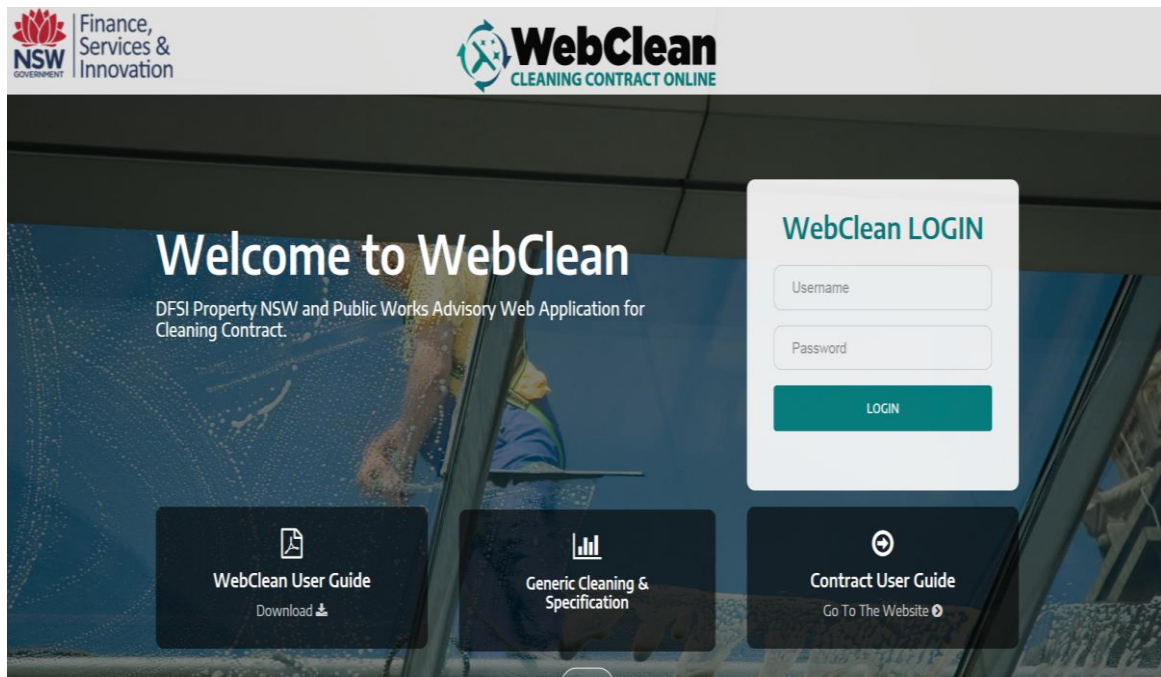 Finance,
Services &
Innovation
NSW
GOVERNMENT
WebClean
CLEANING CONTRACT ONLINE
Welcome to WebClean
DFSI Property NSW and Public Works Advisory Web Application for
Cleaning Contract.
WebClean LOGIN
Username
Password
LOGIN
WebClean User Guide
Download
Generic Cleaning &
Specification
Contract User Guide
Go To The Website